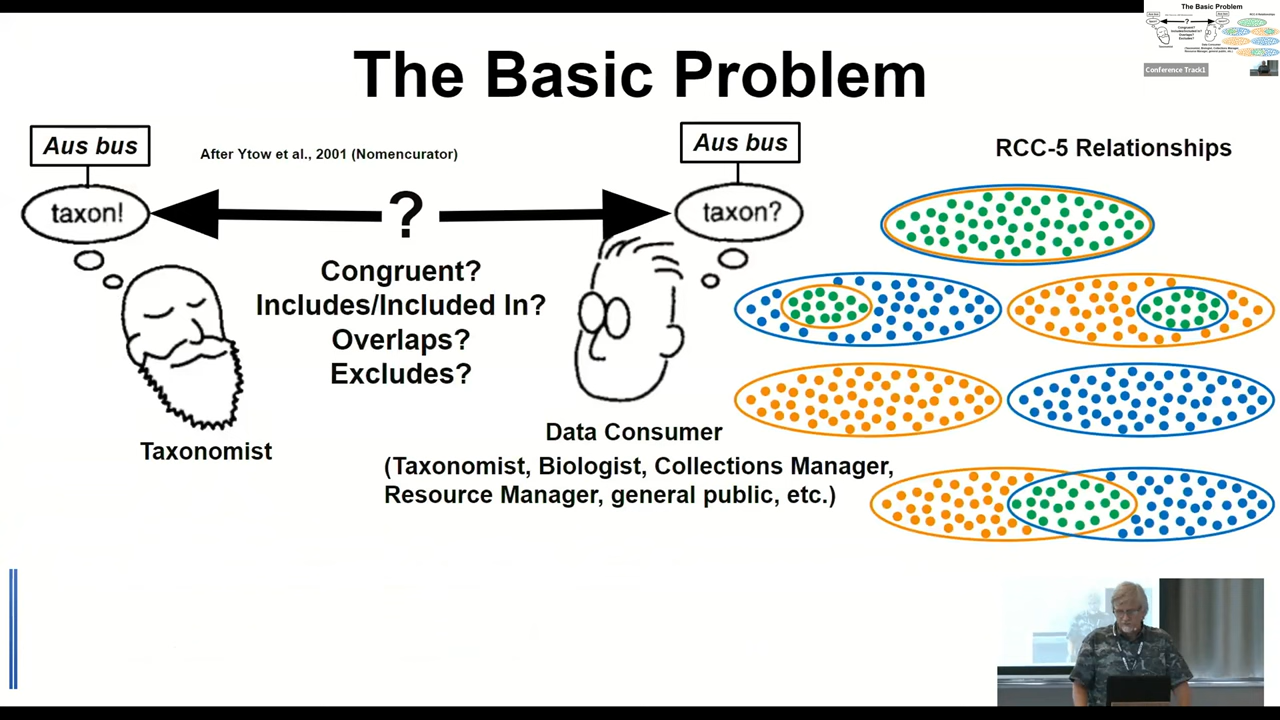 The Basic Problem
Aus bus
After Ytow et al., 2001 (Nomencurator)
Aus bus
RCC-5 Relationships
taxon!
?
taxon?
Congruent?
Includes/Included In?
Overlaps?
Excludes?
Taxonomist
Data Consumer
(Taxonomist, Biologist, Collections Manager,
Resource Manager, general public, etc.)
The Basic Problem
Conference Track1